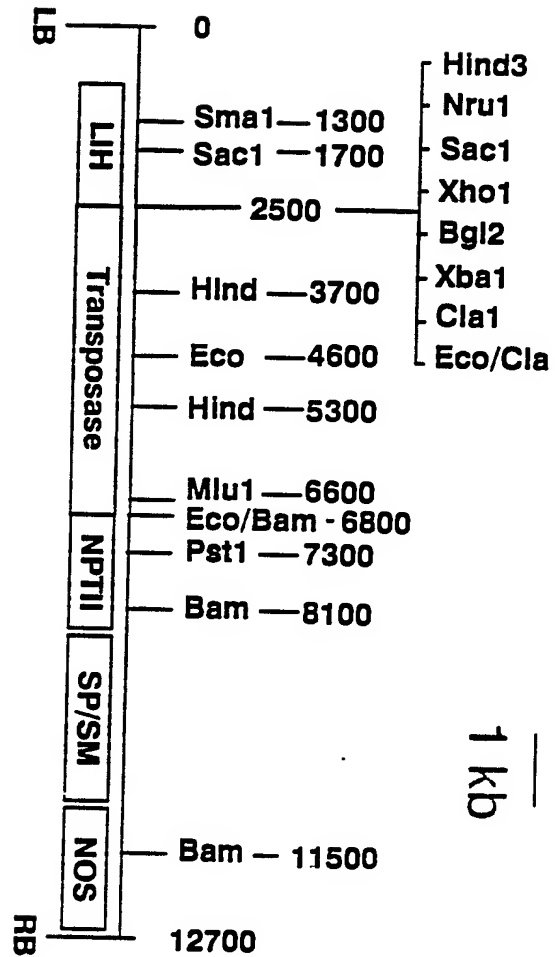 LB
0
Hind3
Nru1
Sac1
Xho1
Bgl2
Xba1
Cla1
Eco/Cla
Sma1—1300
Sac1—1700
2500
Hind—3700
Eco—4600
Hind—5300
Mlu1—6600
Eco/Bam - 6800
Pst1—7300
Bam—8100
Bam — 11500
12700
RB
LIH
Transposase
NPTII
SP/SM
NOS
1 kb